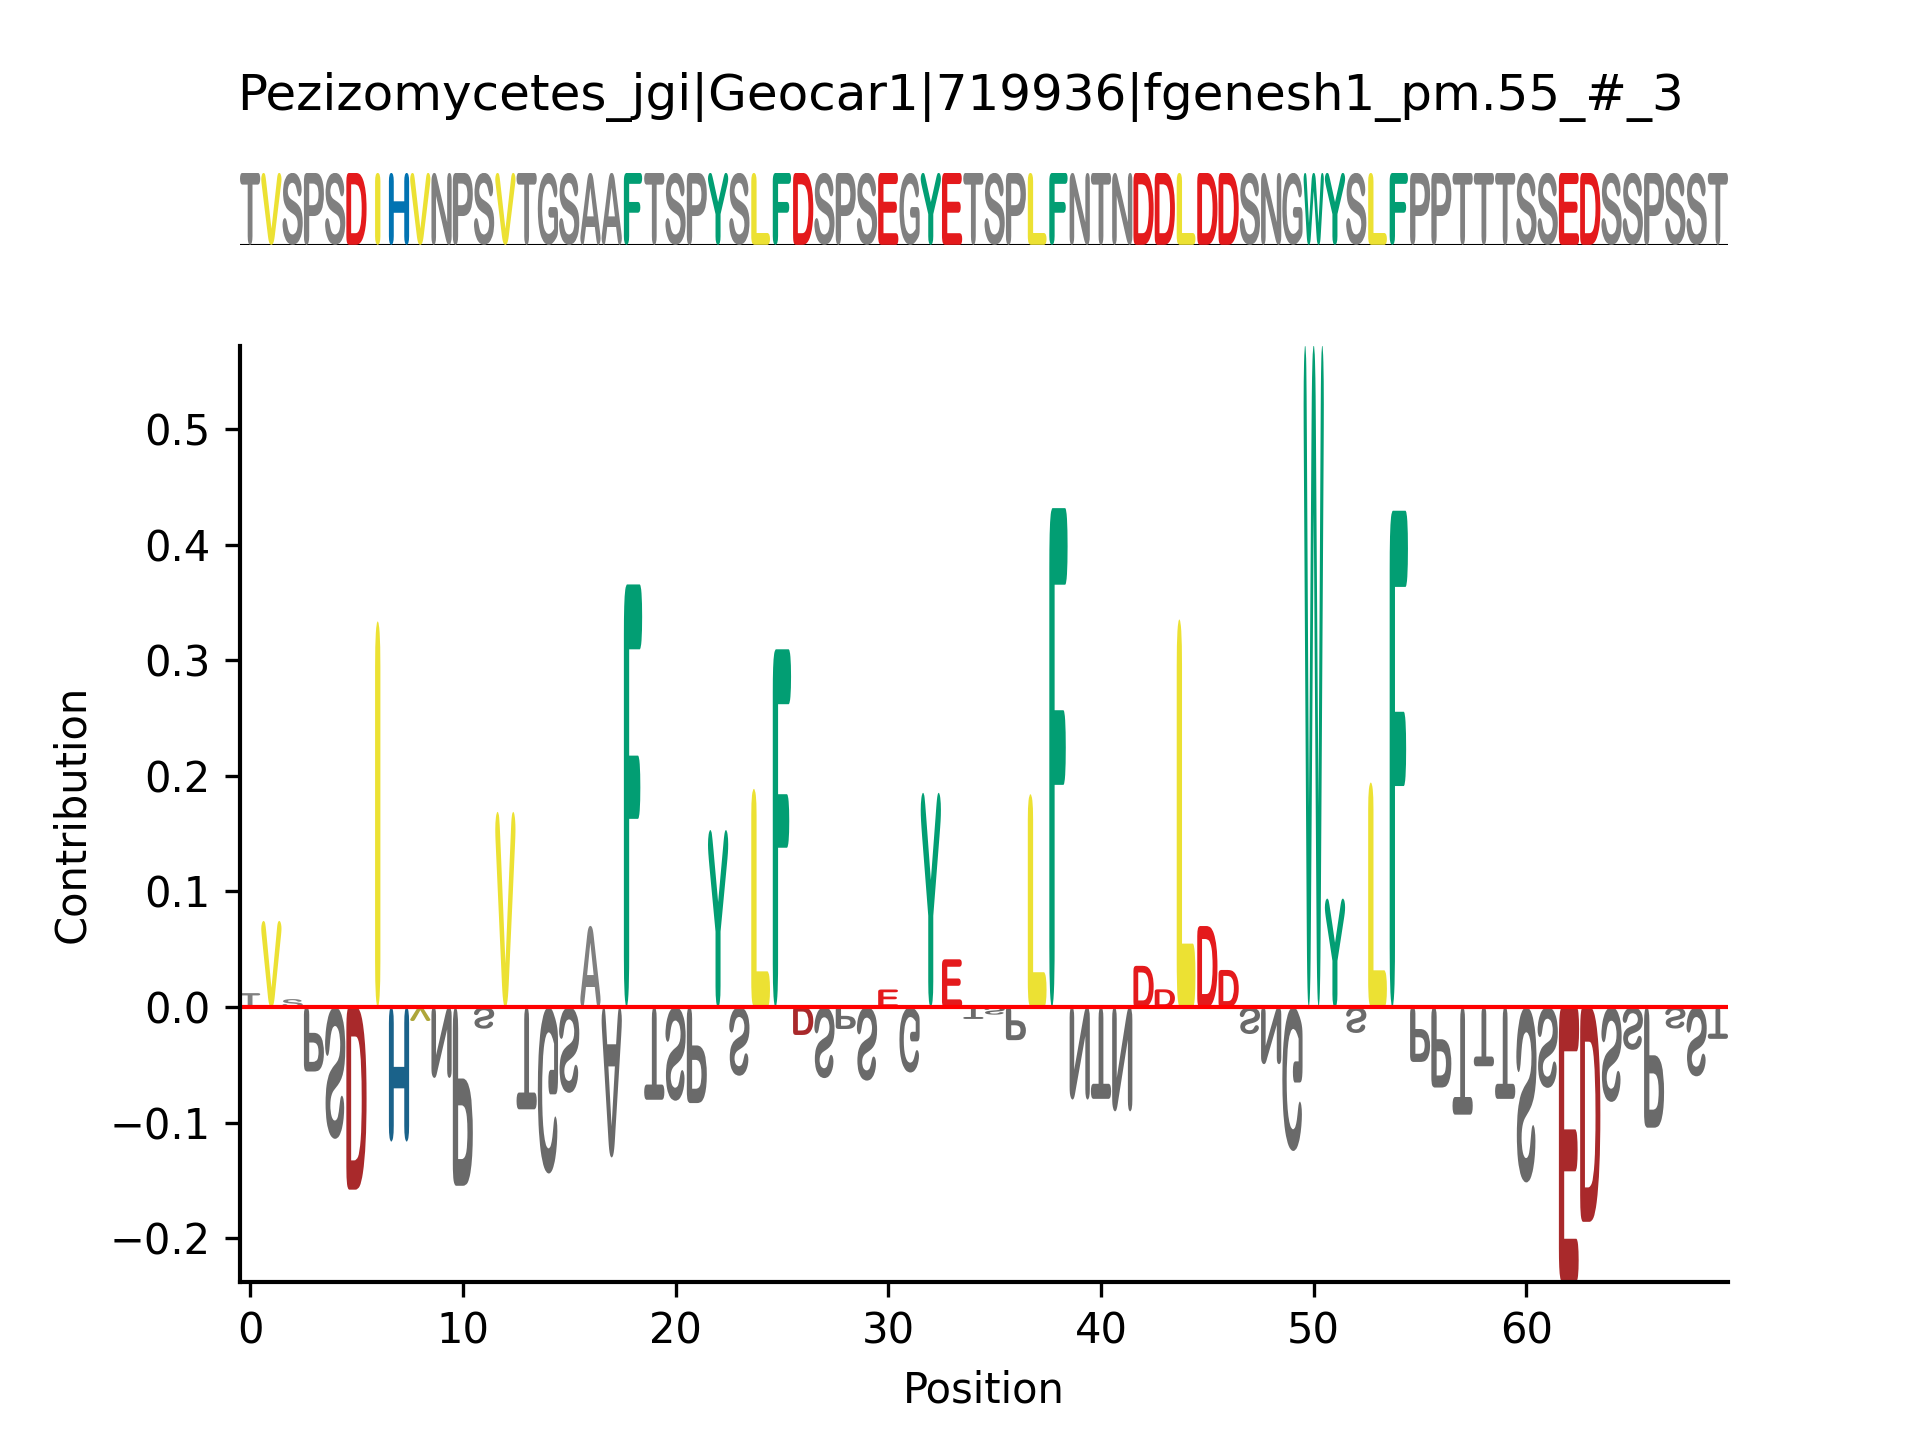 Pezizomycetes_jgi|Geocar1|719936|fgenesh1_pm.55_#_3
TVSPSDIHVNPSVTGSAAFTSPYSLFDSPSEGYETSPLFNTNDDLDDSNGWYSLFPPTTTSSEDSSPSST
Contribution
0.5
0.4
0.3
0.2
0.1
0.0
−0.1
−0.2
TVSPSDIHVNPSVTGSAAFTSPYSLFDSPSEGYETSPLFNTNDDLDDSNGWYSLFPPTTTSSEDSSPSST
0 10 20 30 40 50 60
Position